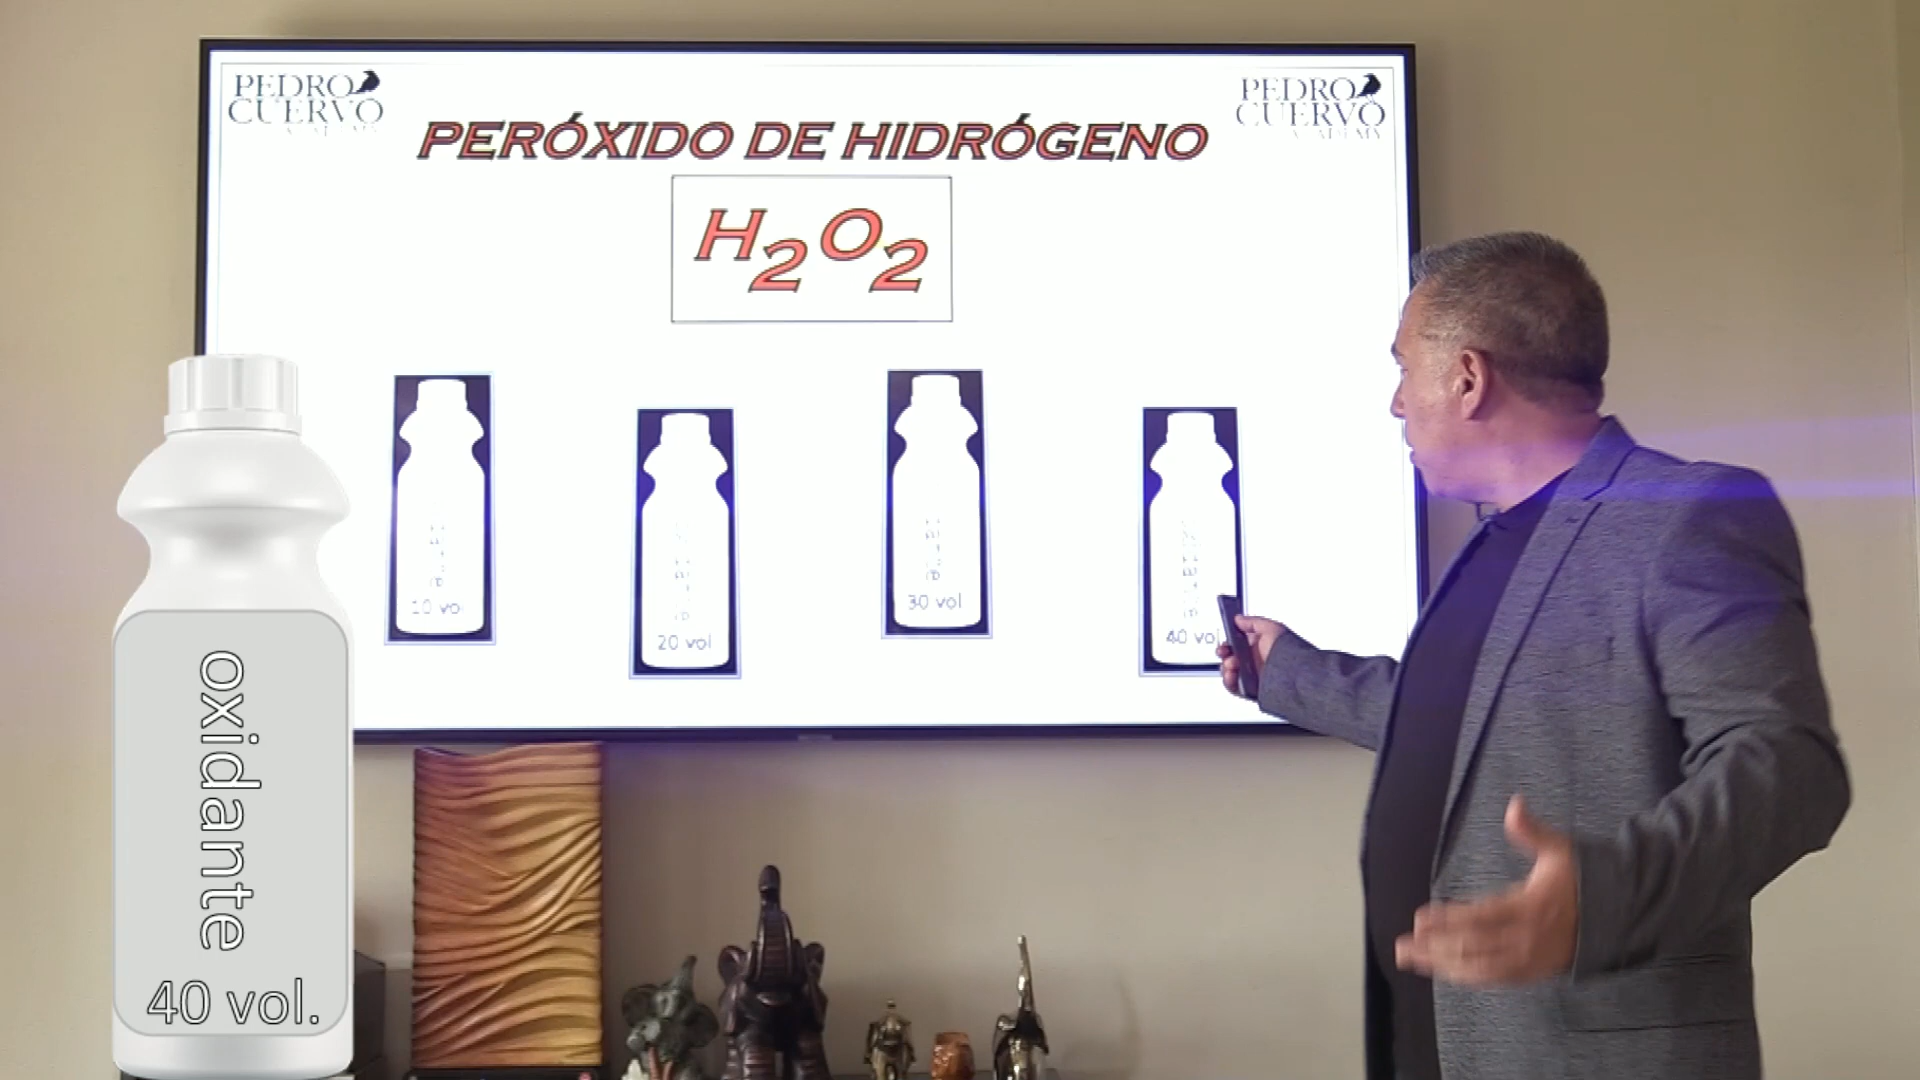 PEDRO
CUERVO
PEDRO
CUERVO
ACADEMY
PERÓXIDO DE HIDRÓGENO
H2O2
10 vol
20 vol
30 vol
40 vol
oxidante
40 vol.